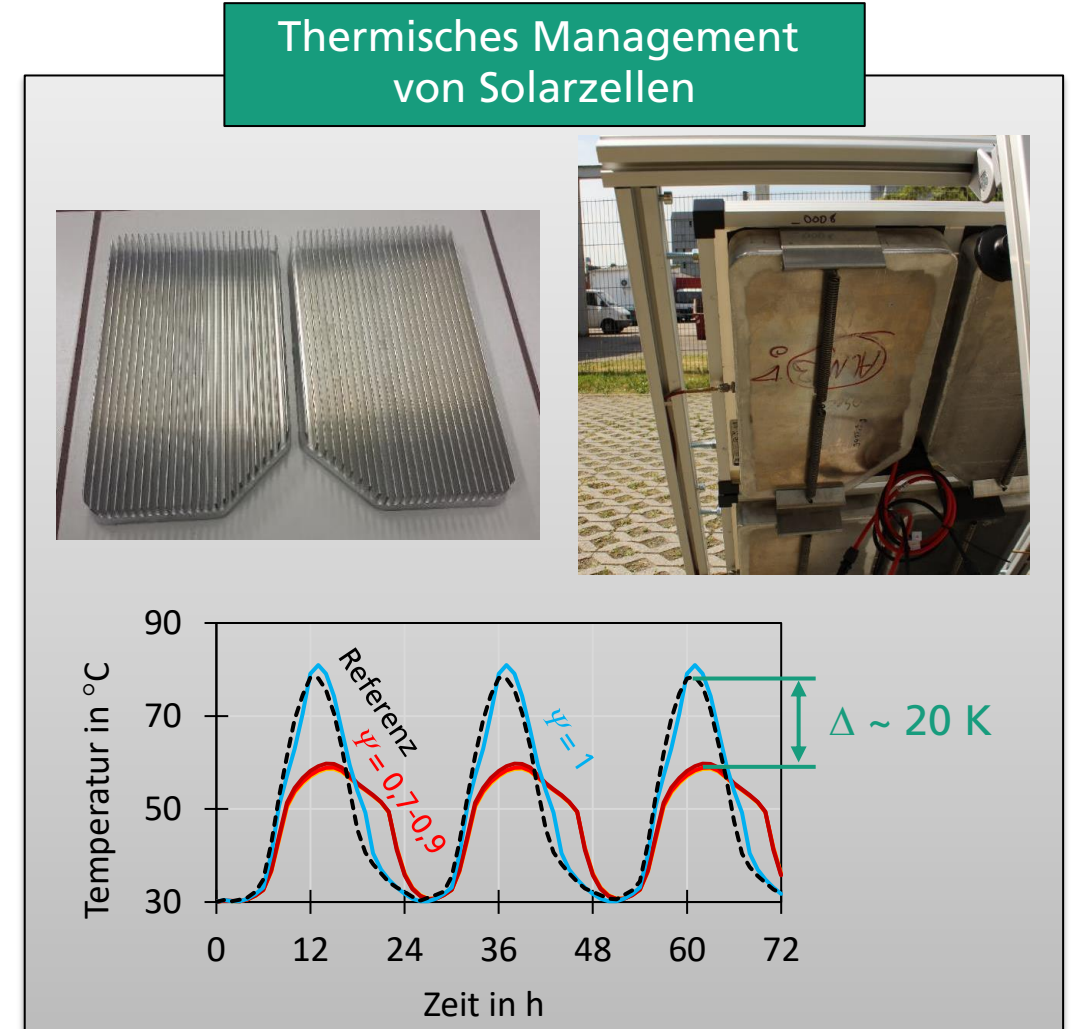 Thermisches Management
von Solarzellen
_0008
90
70
50
30
Temperatur in °C
Referenz
Ψ = 0,7-0,9
Ψ = 1
Δ ~ 20 K
0 12 24 36 48 60 72
Zeit in h